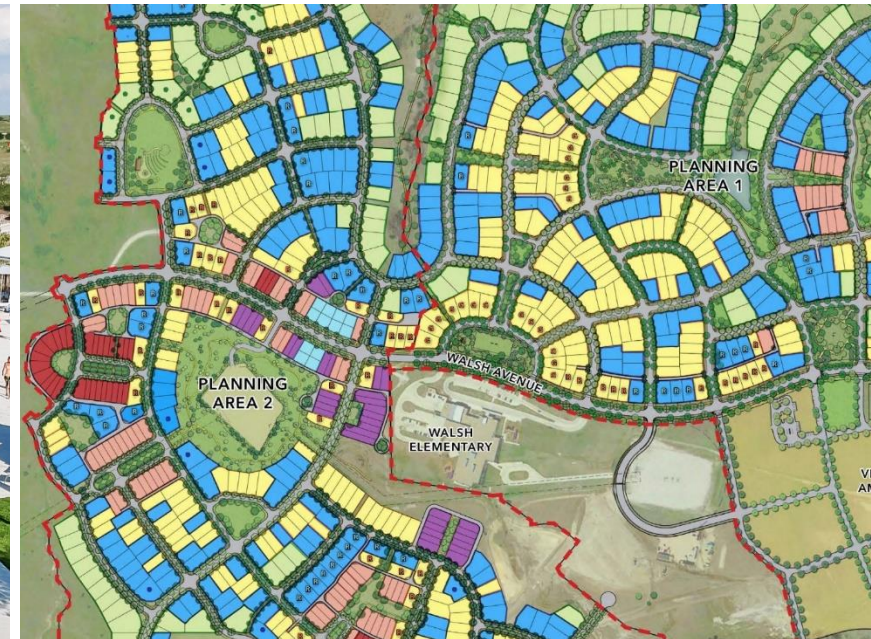 PLANNING
AREA 1
WALSH AVENUE
PLANNING
AREA 2
WALSH
ELEMENTARY